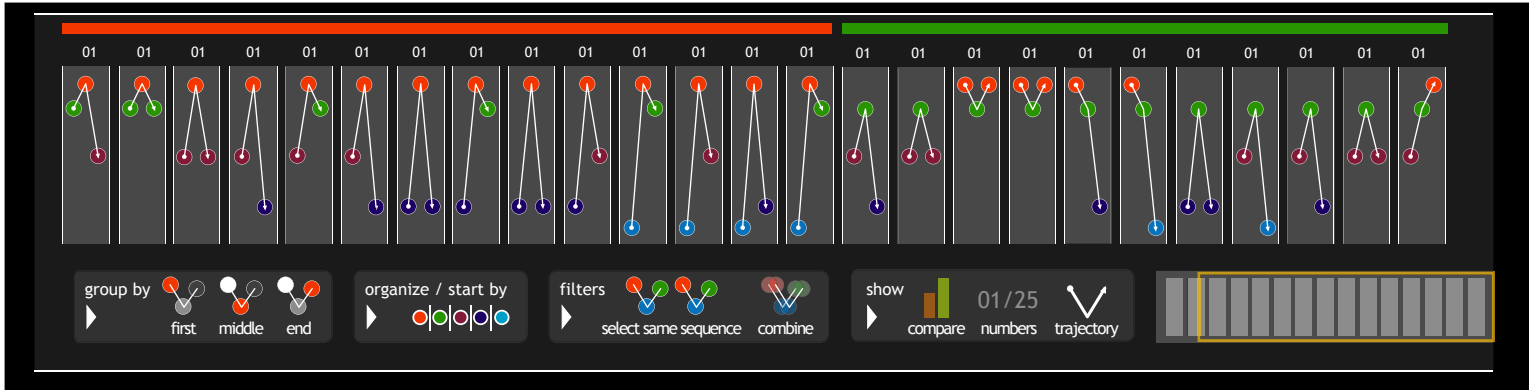 01 01 01 01 01 01 01 01 01 01 01 01 01 01 01 01 01 01 01 01 01 01 01 01 01
group by
first middle end
organize / start by
filters
select same sequence combine
show
01/25
compare numbers trajectory